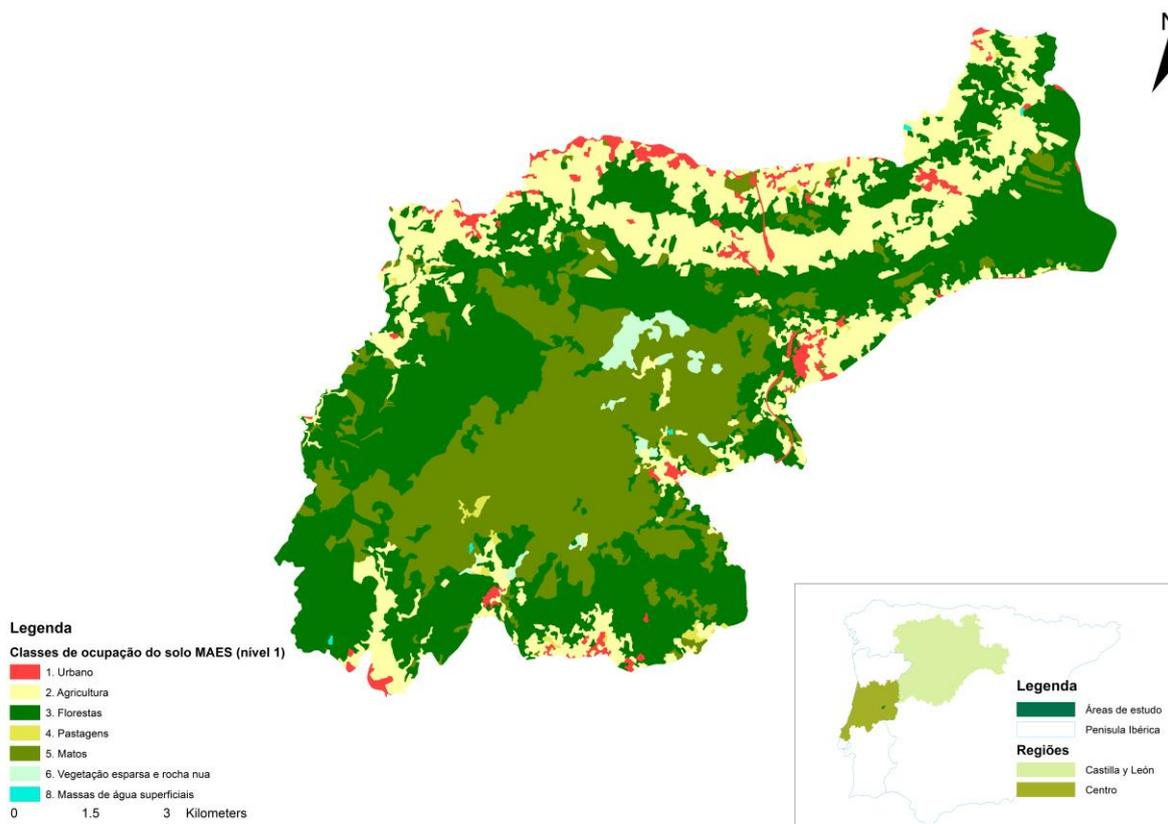 N
Legenda
Classes de ocupação do solo MAES (nível 1)
1. Urbano
2. Agricultura
3. Florestas
4. Pastagens
5. Matos
6. Vegetação esparsa e rocha nua
8. Massas de água superficiais
0 1.5 3 Kilometers
Legenda
Áreas de estudo
Penisula Ibérica
Regiões
Castilla y León
Centro